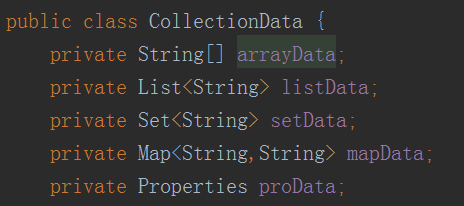 public class CollectionData {
private String[] arrayData;
private List<String> listData;
private Set<String> setData;
private Map<String,String> mapData;
private Properties proData;